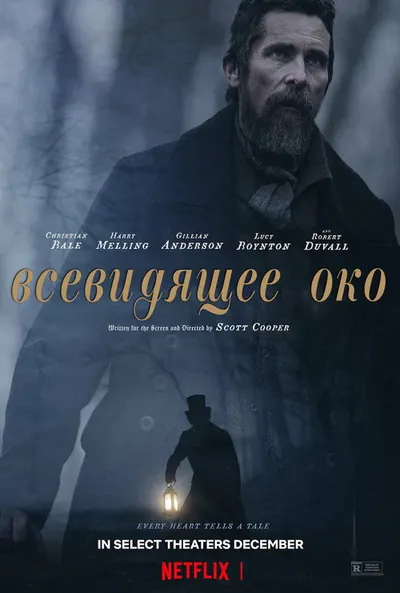 CHRISTIAN BALE HARRY MELLING GILLIAN ANDERSON LUCY BOYNTON AND ROBERT DUVALL
всевидящее око
Written for the Screen and Directed by SCOTT COOPER
EVERY HEART TELLS A TALE
IN SELECT THEATERS DECEMBER
NETFLIX
R